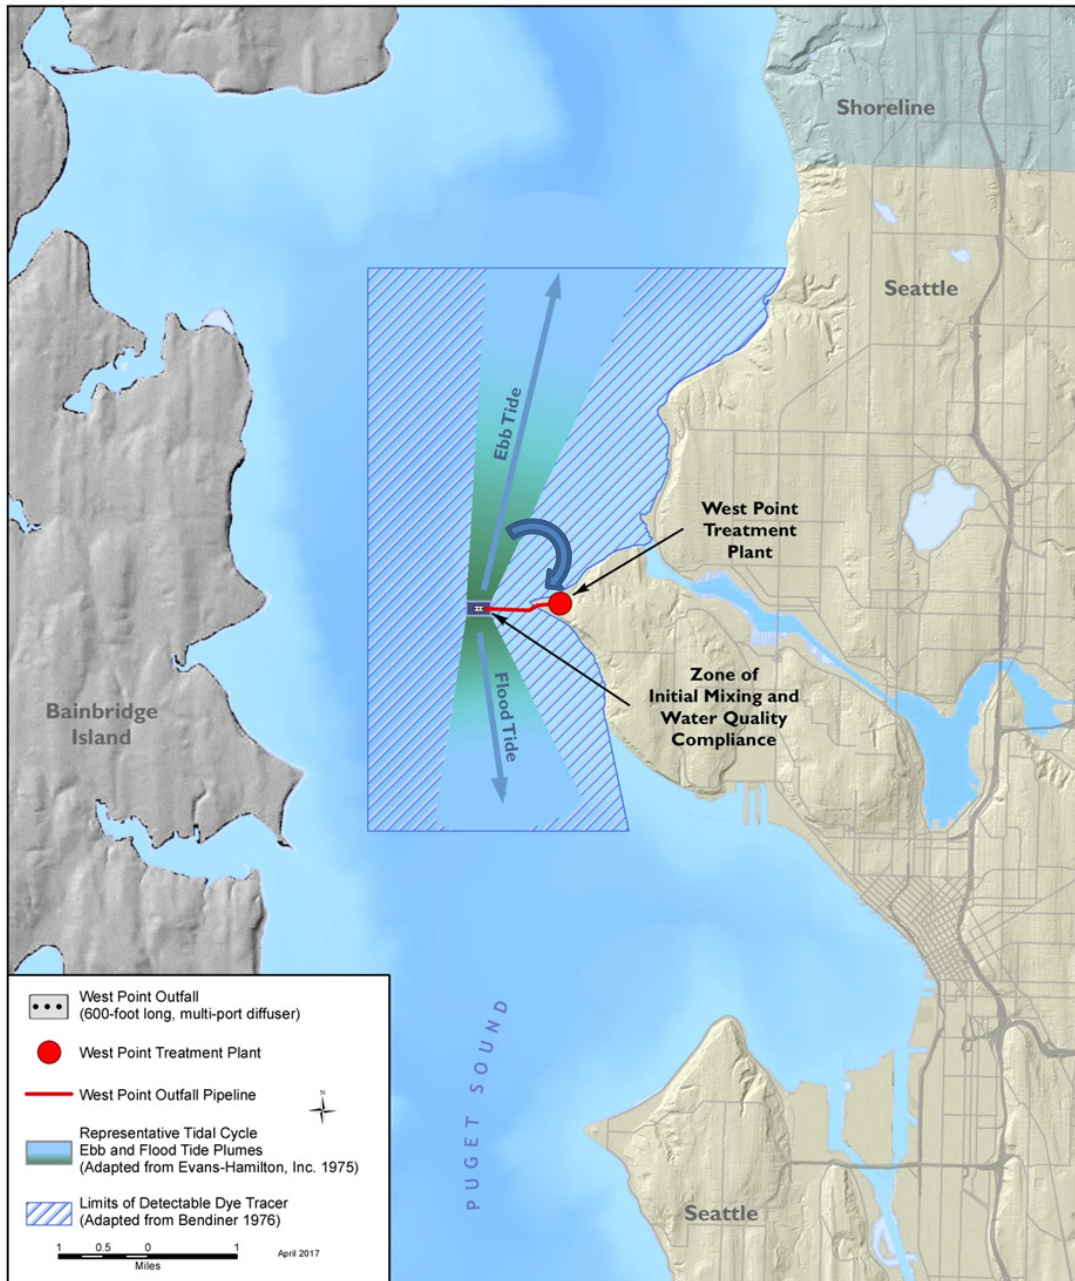 Shoreline
Seattle
Ebb Tide
West Point
Treatment
Plant
Flood Tide
Zone of
Initial Mixing and
Water Quality
Compliance
Bainbridge
Island
PUGET SOUND
Seattle
West Point Outfall
(600-foot long, multi-port diffuser)
West Point Treatment Plant
West Point Outfall Pipeline
N
Representative Tidal Cycle
Ebb and Flood Tide Plumes
(Adapted from Evans-Hamilton, Inc. 1975)
Limits of Detectable Dye Tracer
(Adapted from Bendiner 1976)
1 0.5 0 1
Miles
April 2017